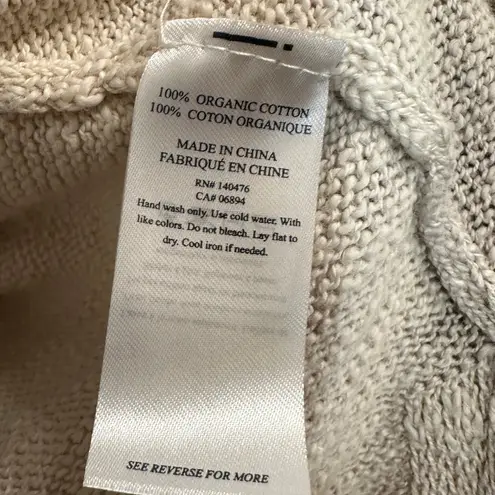 100% ORGANIC COTTON
100% COTON ORGANIQUE
MADE IN CHINA
FABRIQUÉ EN CHINE
RN# 140476
CA# 06894
Hand wash only. Use cold water. With
like colors. Do not bleach. Lay flat to
dry. Cool iron if needed.
SEE REVERSE FOR MORE